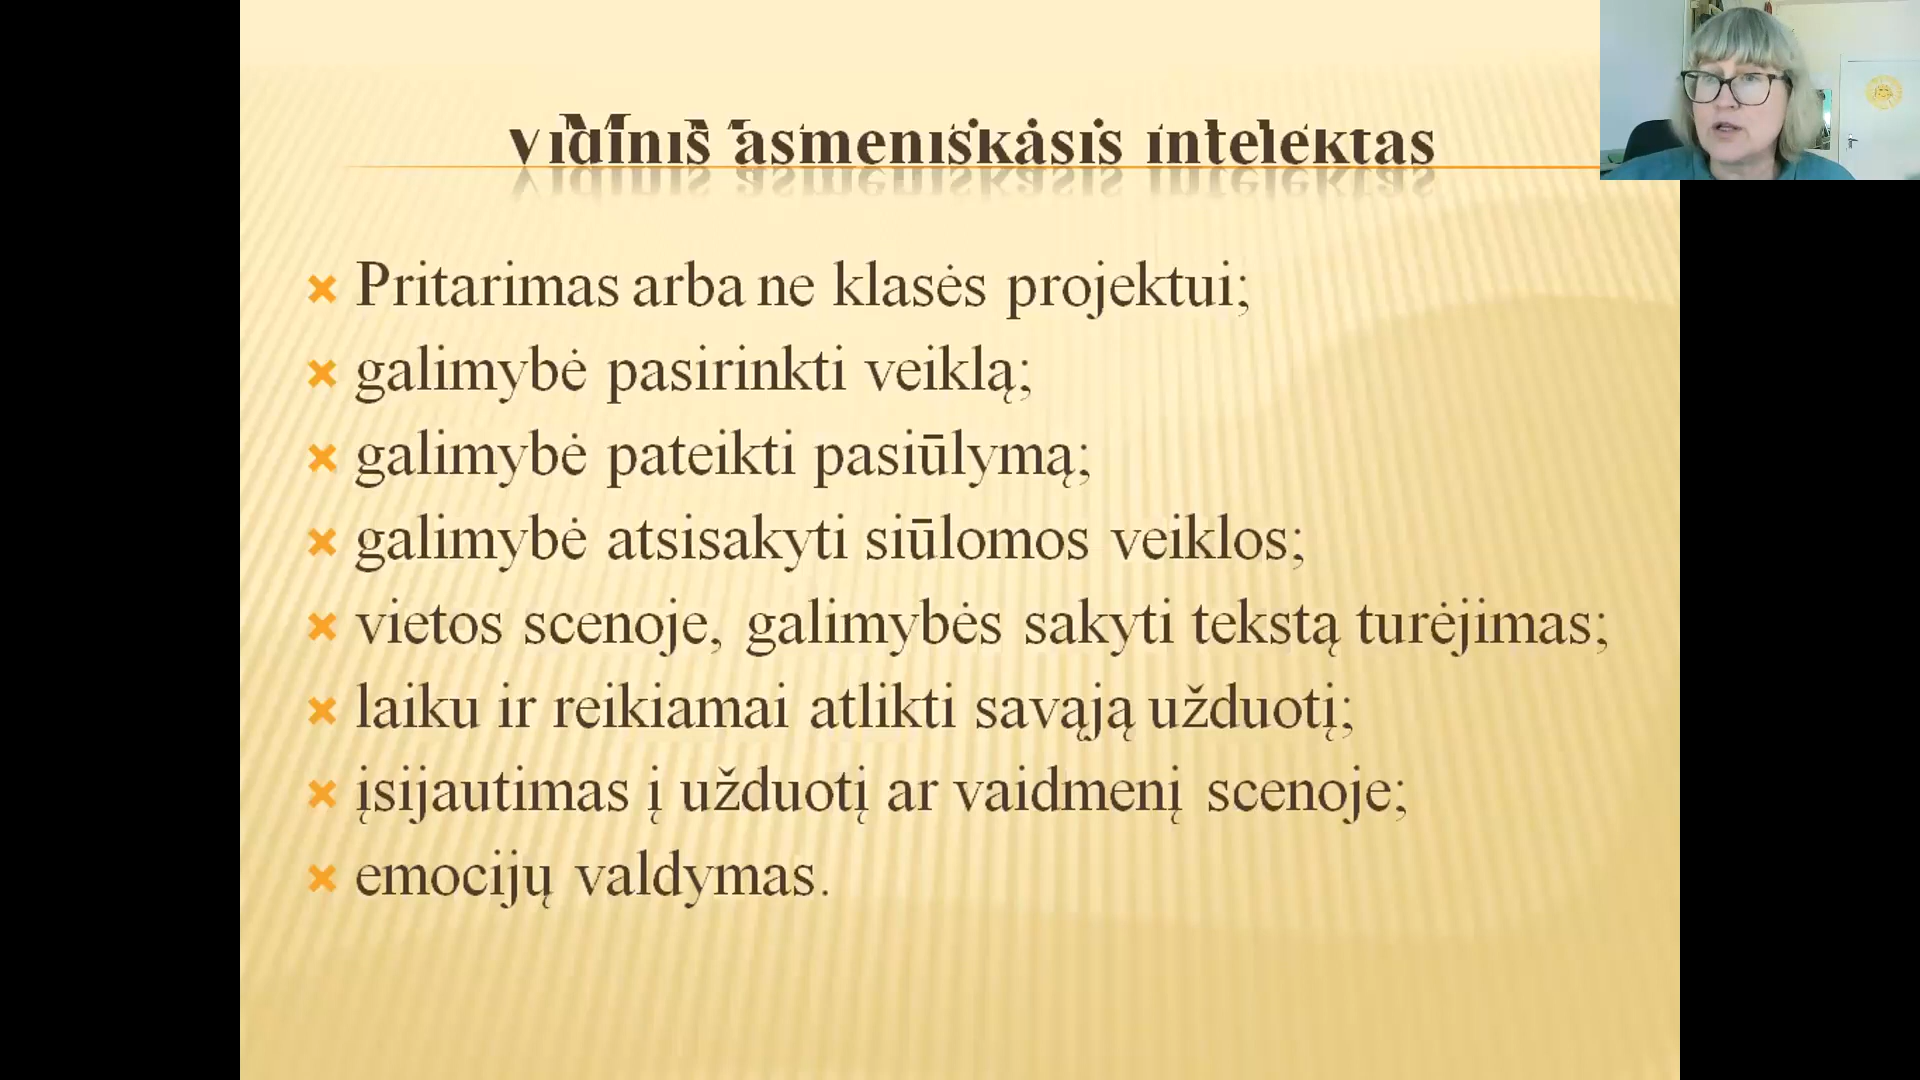 Vidinis asmeniškasis intelektas
Pritarimas arba ne klasės projektui;
galimybė pasirinkti veiklą;
galimybė pateikti pasiūlymą;
galimybė atsisakyti siūlomos veiklos;
vietos scenoje, galimybės sakyti tekstą turėjimas;
laiku ir reikiamai atlikti savąją užduotį;
įsijautimas į užduotį ar vaidmenį scenoje;
emocijų valdymas.